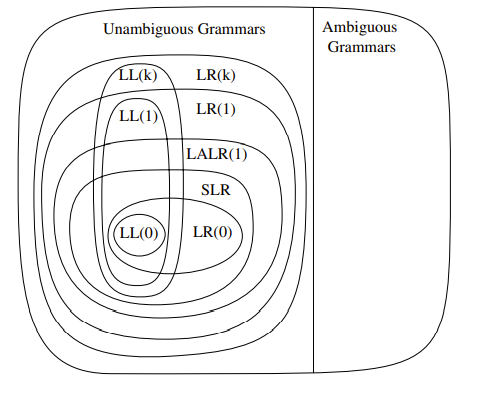 Unambiguous Grammars
Ambiguous
Grammars
LL(k)
LR(k)
LL(1)
LR(1)
LALR(1)
SLR
LL(0)
LR(0)